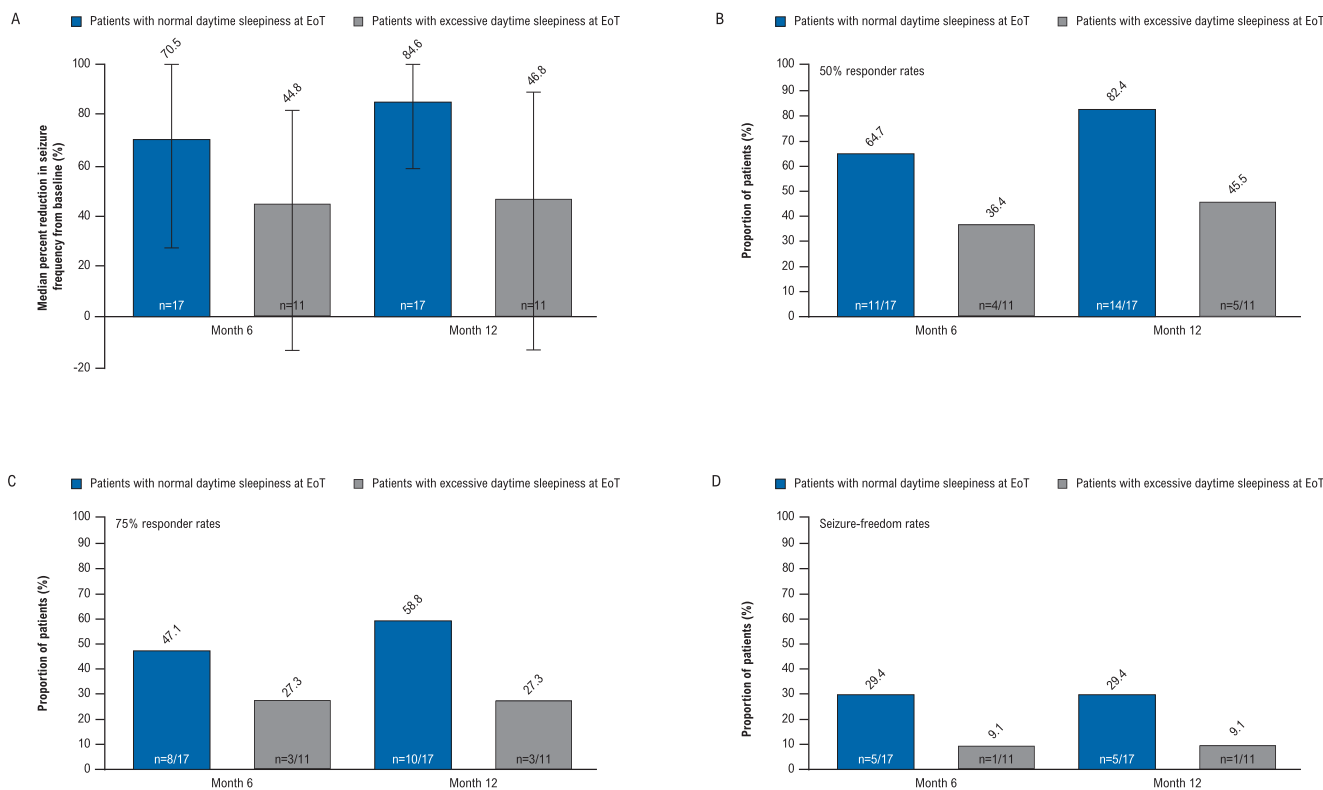 A
Patients with normal daytime sleepiness at EoT
Patients with excessive daytime sleepiness at EoT
Median percent reduction in seizure
frequency from baseline (%)
100
80
60
40
20
0
-20
70.5
44.8
84.6
46.8
n=17
n=11
n=17
n=11
Month 6
Month 12
B
Patients with normal daytime sleepiness at EoT
Patients with excessive daytime sleepiness at EoT
50% responder rates
Proportion of patients (%)
100
90
80
70
60
50
40
30
20
10
0
64.7
36.4
82.4
45.5
n=11/17
n=4/11
n=14/17
n=5/11
Month 6
Month 12
C
Patients with normal daytime sleepiness at EoT
Patients with excessive daytime sleepiness at EoT
75% responder rates
Proportion of patients (%)
100
90
80
70
60
50
40
30
20
10
0
47.1
27.3
58.8
27.3
n=8/17
n=3/11
n=10/17
n=3/11
Month 6
Month 12
D
Patients with normal daytime sleepiness at EoT
Patients with excessive daytime sleepiness at EoT
Seizure-freedom rates
Proportion of patients (%)
100
90
80
70
60
50
40
30
20
10
0
29.4
9.1
29.4
9.1
n=5/17
n=1/11
n=5/17
n=1/11
Month 6
Month 12